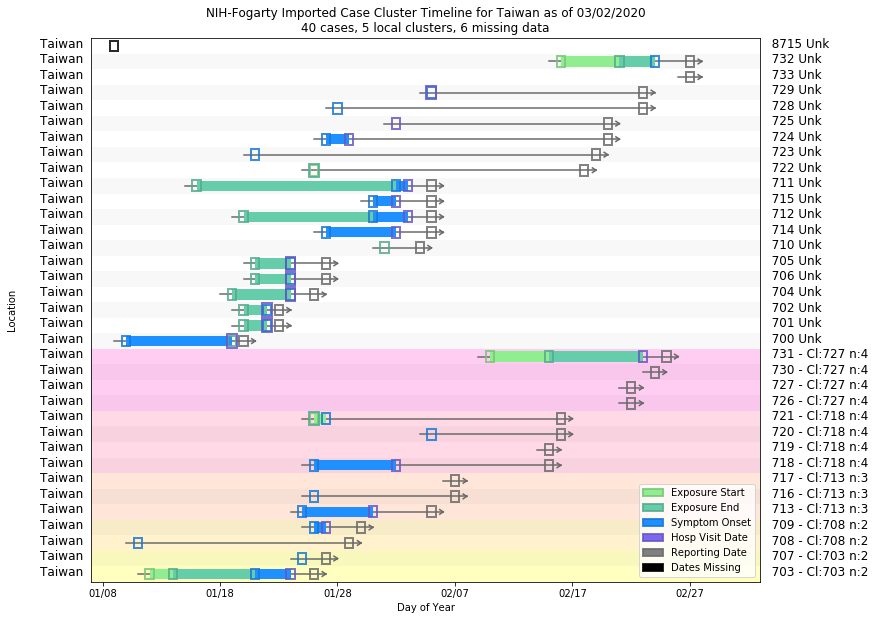 NIH-Fogarty Imported Case Cluster Timeline for Taiwan as of 03/02/2020
40 cases, 5 local clusters, 6 missing data
Taiwan 8715 Unk
Taiwan 732 Unk
Taiwan 733 Unk
Taiwan 729 Unk
Taiwan 728 Unk
Taiwan 725 Unk
Taiwan 724 Unk
Taiwan 723 Unk
Taiwan 722 Unk
Taiwan 711 Unk
Taiwan 715 Unk
Taiwan 712 Unk
Taiwan 714 Unk
Taiwan 710 Unk
Taiwan 705 Unk
Taiwan 706 Unk
Taiwan 704 Unk
Taiwan 702 Unk
Taiwan 701 Unk
Taiwan 700 Unk
Taiwan 731 - Cl:727 n:4
Taiwan 730 - Cl:727 n:4
Taiwan 727 - Cl:727 n:4
Taiwan 726 - Cl:727 n:4
Taiwan 721 - Cl:718 n:4
Taiwan 720 - Cl:718 n:4
Taiwan 719 - Cl:718 n:4
Taiwan 718 - Cl:718 n:4
Taiwan 717 - Cl:713 n:3
Taiwan 716 - Cl:713 n:3
Taiwan 713 - Cl:713 n:3
Taiwan 709 - Cl:708 n:2
Taiwan 708 - Cl:708 n:2
Taiwan 707 - Cl:703 n:2
Taiwan 703 - Cl:703 n:2
Location
Exposure Start
Exposure End
Symptom Onset
Hosp Visit Date
Reporting Date
Dates Missing
01/08 01/18 01/28 02/07 02/17 02/27
Day of Year